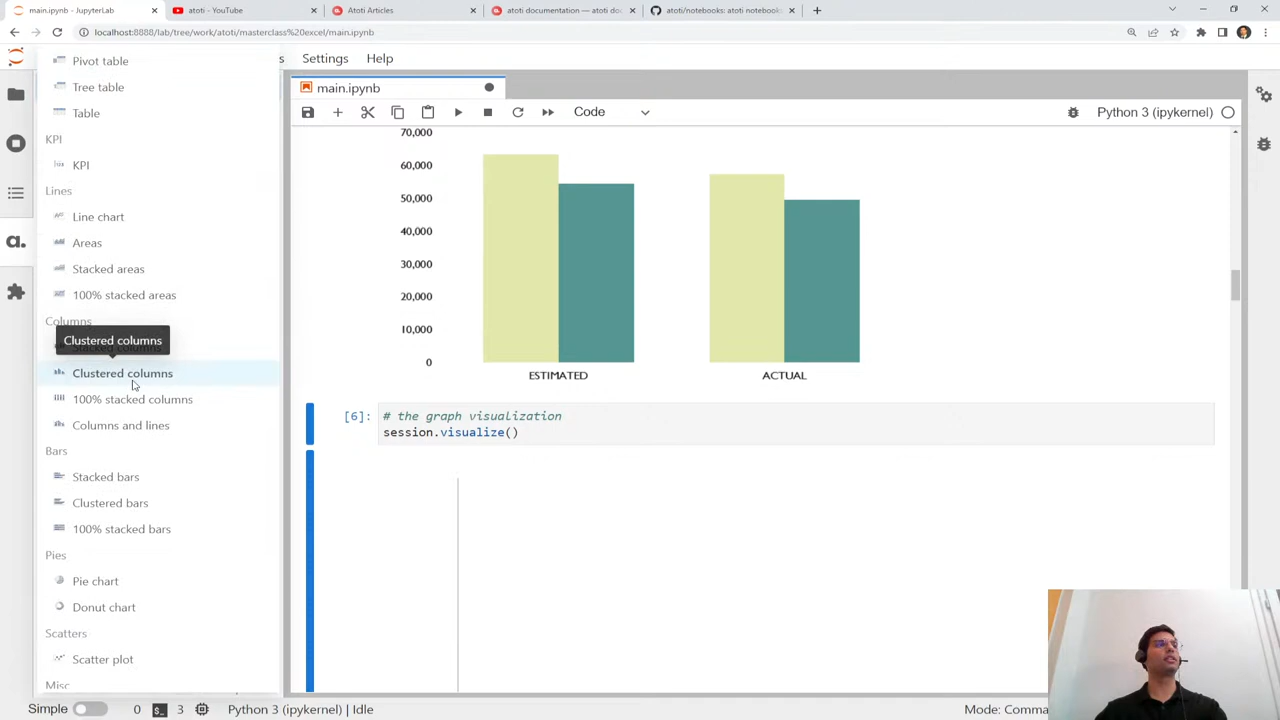 main.ipynb - JupyterLab
atoti - YouTube
Atoti Articles
atoti documentation — atoti doc
atoti/notebooks: atoti notebooks
localhost:8888/lab/tree/work/atoti/masterclass%20excel/main.ipynb
s Settings Help
main.ipynb
Code
Python 3 (ipykernel)
a.
Pivot table
Tree table
Table
KPI
KPI
Lines
Line chart
Areas
Stacked areas
100% stacked areas
Columns
Clustered columns
Stacked columns
Clustered columns
100% stacked columns
Columns and lines
Bars
Stacked bars
Clustered bars
100% stacked bars
Pies
Pie chart
Donut chart
Scatters
Scatter plot
Misc
70,000
60,000
50,000
40,000
30,000
20,000
10,000
0
ESTIMATED ACTUAL
[6]: # the graph visualization
session.visualize()
Simple 0 3 Python 3 (ipykernel) | Idle Mode: Comma